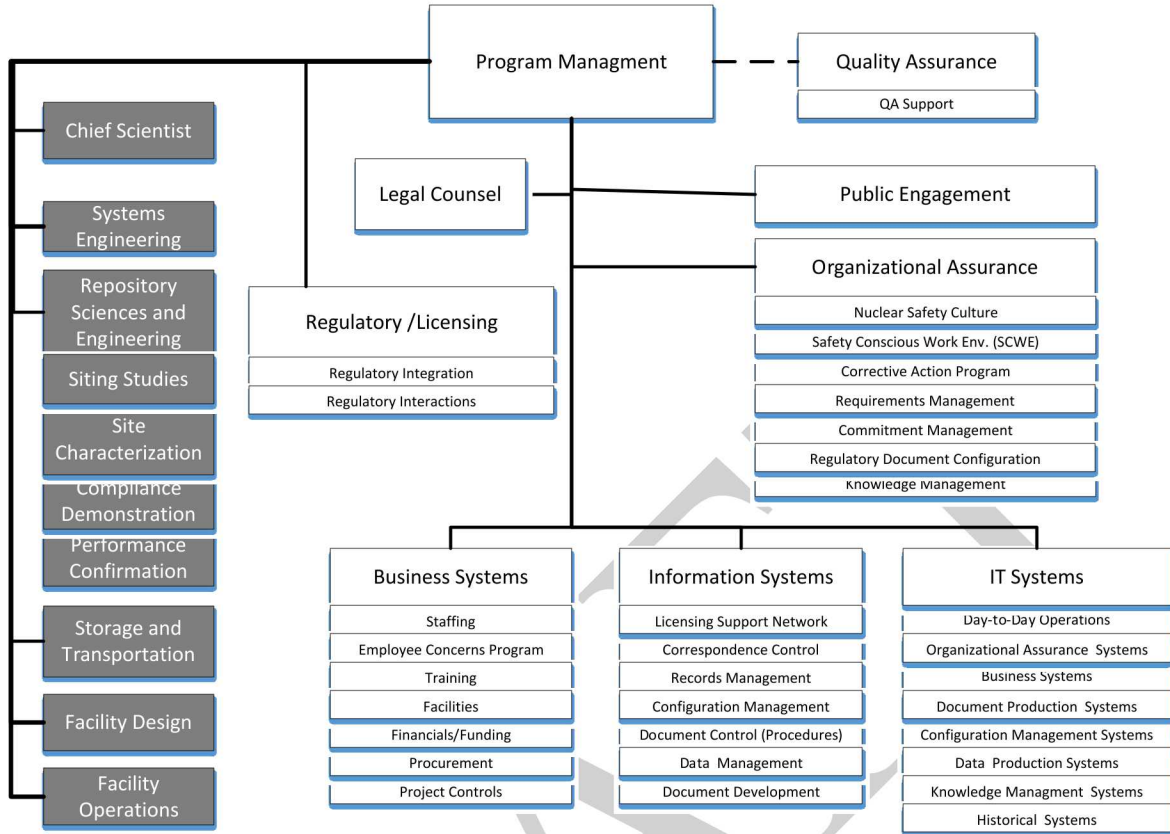 Program Managment
Quality Assurance
QA Support
Chief Scientist
Legal Counsel
Public Engagement
Systems
Engineering
Organizational Assurance
Nuclear Safety Culture
Safety Conscious Work Env. (SCWE)
Corrective Action Program
Requirements Management
Commitment Management
Regulatory Document Configuration
Knowledge Management
Repository
Sciences and
Engineering
Siting Studies
Site
Characterization
Compliance
Demonstration
Performance
Confirmation
Regulatory /Licensing
Regulatory Integration
Regulatory Interactions
Storage and
Transportation
Facility Design
Facility
Operations
Business Systems
Staffing
Employee Concerns Program
Training
Facilities
Financials/Funding
Procurement
Project Controls
Information Systems
Licensing Support Network
Correspondence Control
Records Management
Configuration Management
Document Control (Procedures)
Data Management
Document Development
IT Systems
Day-to-Day Operations
Organizational Assurance Systems
Business Systems
Document Production Systems
Configuration Management Systems
Data Production Systems
Knowledge Managment Systems
Historical Systems